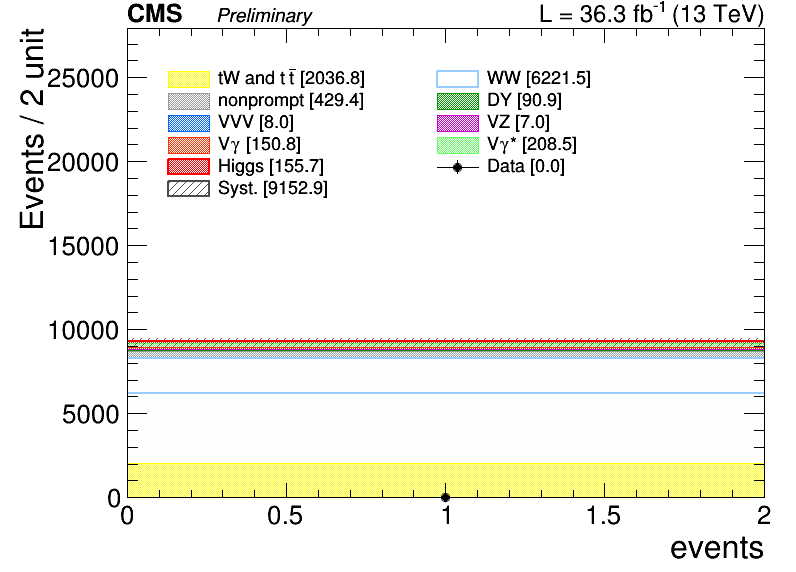 CMS Preliminary L = 36.3 fb⁻¹ (13 TeV)
Events / 2 unit
25000
20000
15000
10000
5000
0
tW and tt̄ [2036.8]
WW [6221.5]
nonprompt [429.4]
DY [90.9]
VVV [8.0]
VZ [7.0]
Vγ [150.8]
Vγ* [208.5]
Higgs [155.7]
Data [0.0]
Syst. [9152.9]
0 0.5 1 1.5 2
events